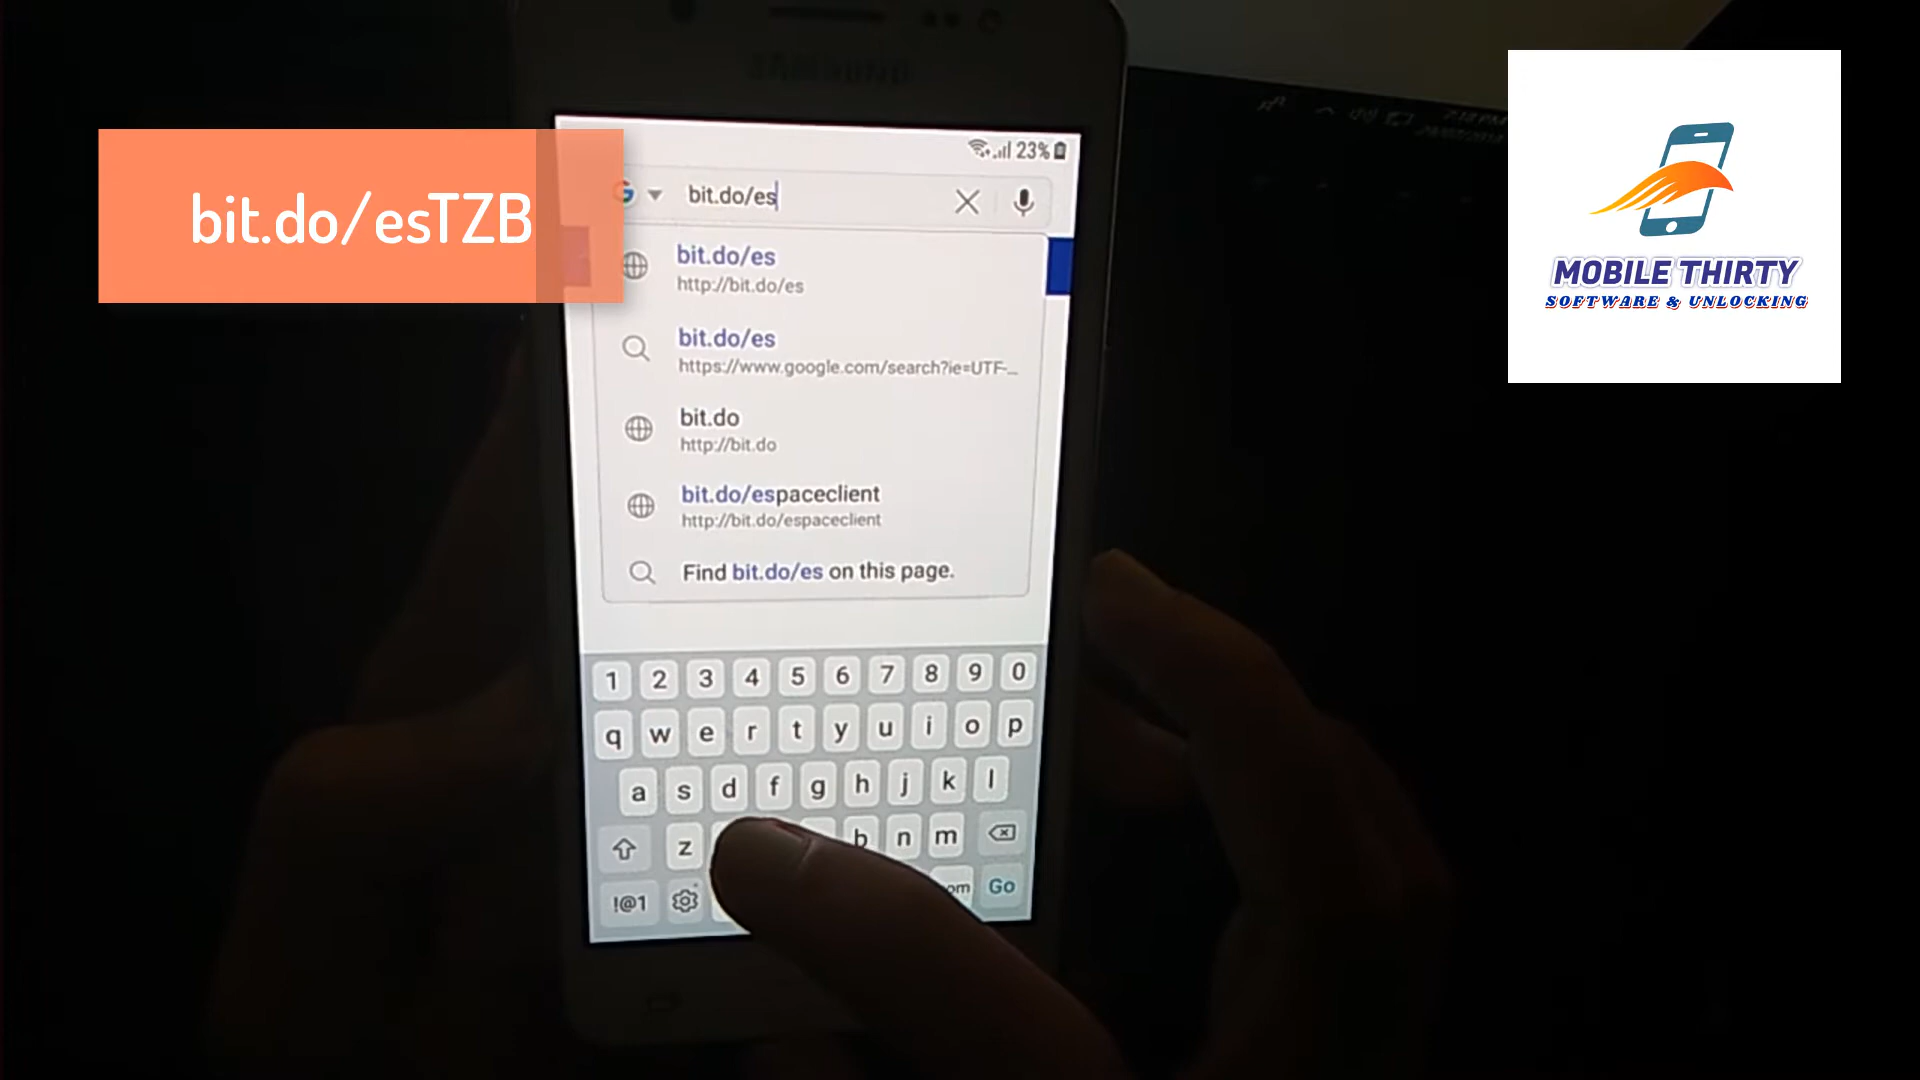 SAMSUNG
23%
bit.do/esTZB
bit.do/es
bit.do/es
http://bit.do/es
bit.do/es
https://www.google.com/search?ie=UTF-...
bit.do
http://bit.do
bit.do/espaceclient
http://bit.do/espaceclient
Find bit.do/es on this page.
1 2 3 4 5 6 7 8 9 0
q w e r t y u i o p
a s d f g h j k l
z b n m
!@1 om Go
MOBILE THIRTY
SOFTWARE & UNLOCKING